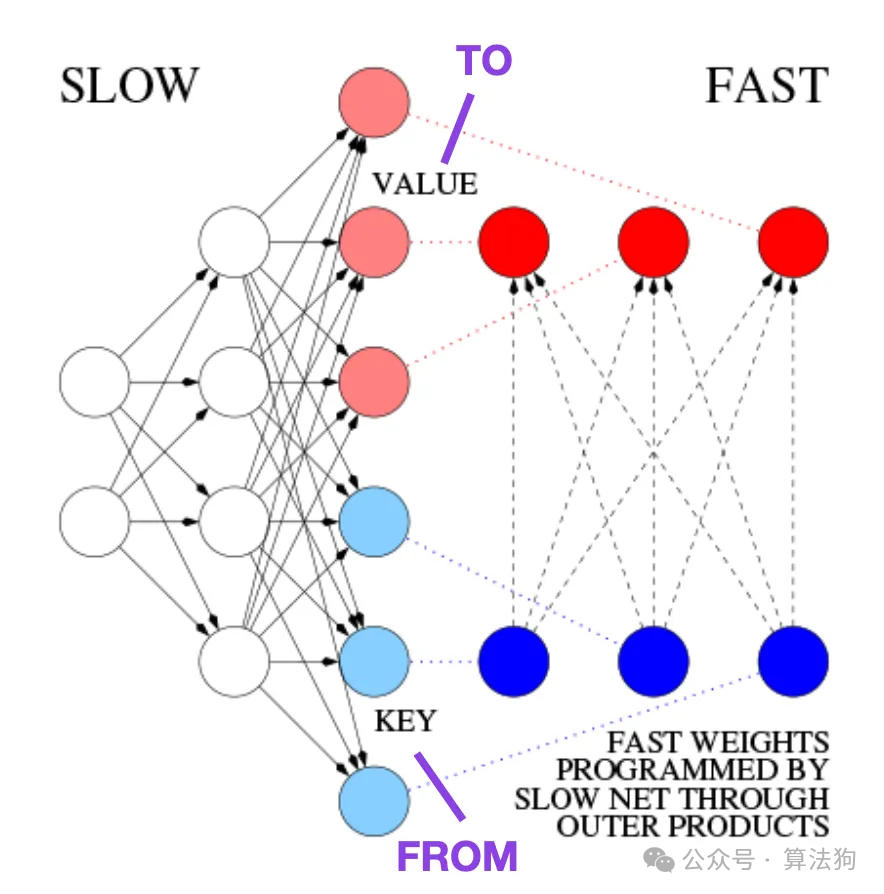 TO
SLOW
FAST
VALUE
KEY
FAST WEIGHTS
PROGRAMMED BY
SLOW NET THROUGH
OUTER PRODUCTS
FROM
公众号 · 算法狗